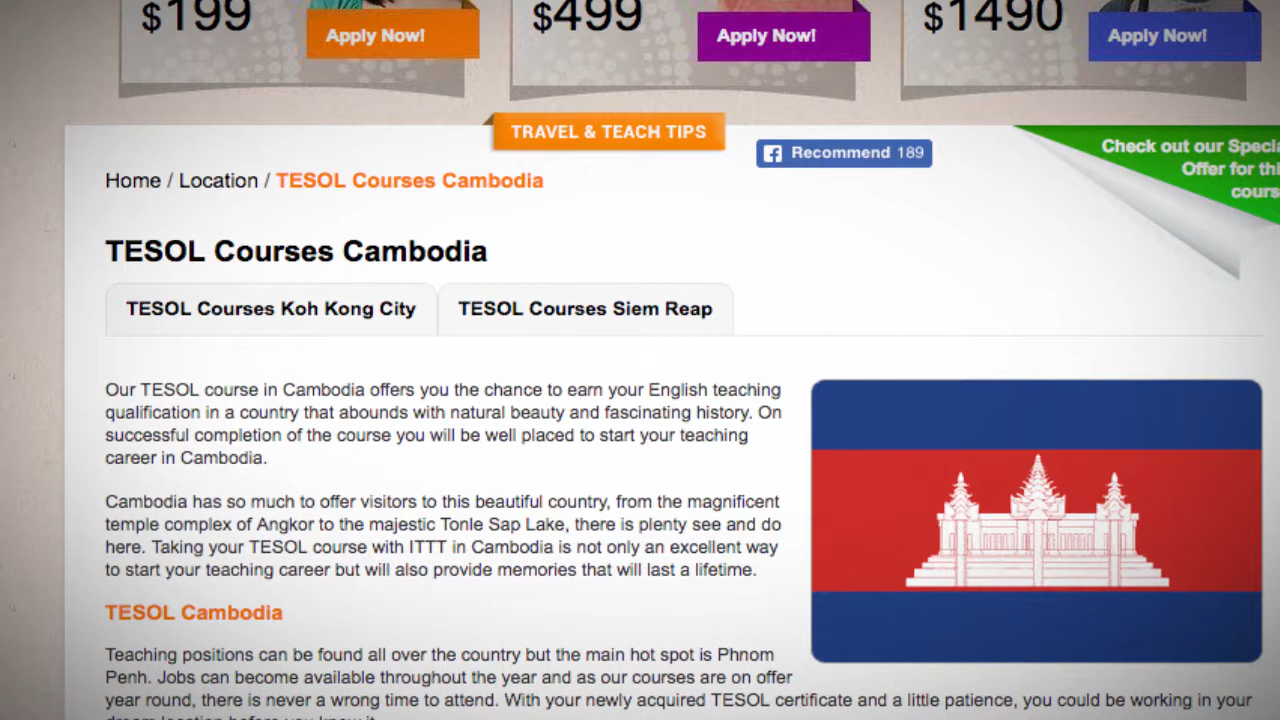 $199
Apply Now!
$499
Apply Now!
$1490
Apply Now!
TRAVEL & TEACH TIPS
Recommend 189
Check out our
Offer for
Home / Location / TESOL Courses Cambodia
TESOL Courses Cambodia
TESOL Courses Koh Kong City
TESOL Courses Siem Reap
Our TESOL course in Cambodia offers you the chance to earn your English teaching
qualification in a country that abounds with natural beauty and fascinating history. On
successful completion of the course you will be well placed to start your teaching
career in Cambodia.
Cambodia has so much to offer visitors to this beautiful country, from the magnificent
temple complex of Angkor to the majestic Tonle Sap Lake, there is plenty see and do
here. Taking your TESOL course with ITTT in Cambodia is not only an excellent way
to start your teaching career but will also provide memories that will last a lifetime.
TESOL Cambodia
Teaching positions can be found all over the country but the main hot spot is Phnom
Penh. Jobs can become available throughout the year and as our courses are on offer
year round, there is never a wrong time to attend. With your newly acquired TESOL certificate and a little patience, you could be working in your